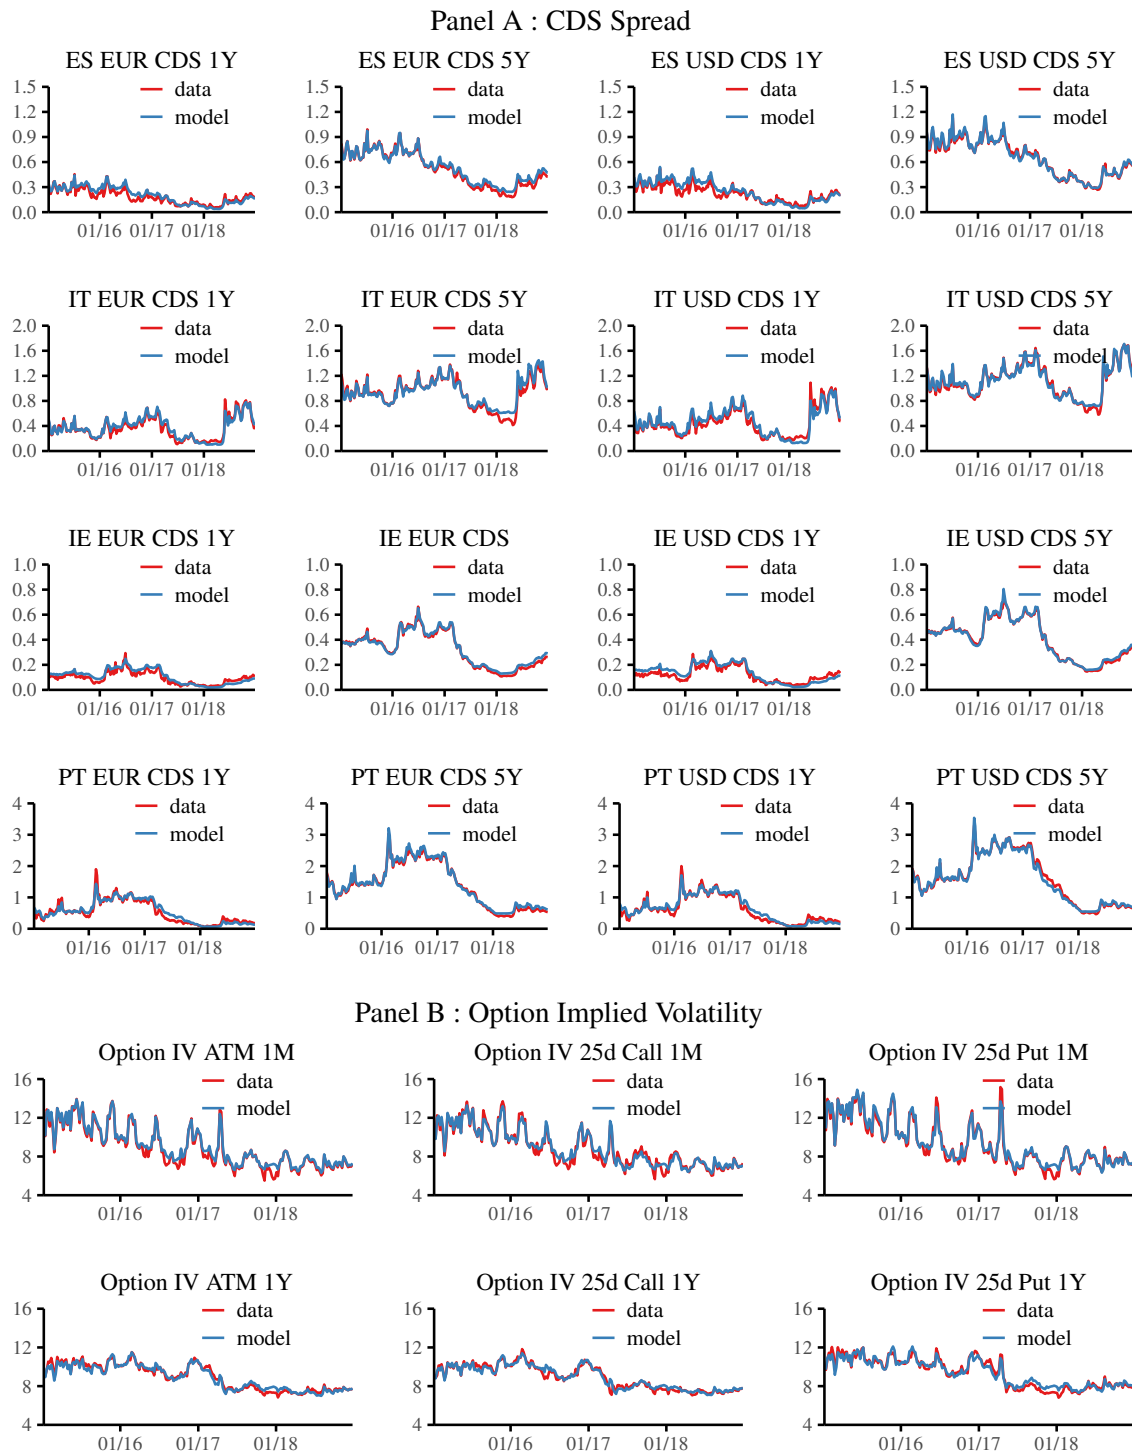 Panel A : CDS Spread
ES EUR CDS 1Y
ES EUR CDS 5Y
ES USD CDS 1Y
ES USD CDS 5Y
1.5
1.2
0.9
0.6
0.3
0.0
data
model
01/16 01/17 01/18
1.5
1.2
0.9
0.6
0.3
0.0
data
model
01/16 01/17 01/18
1.5
1.2
0.9
0.6
0.3
0.0
data
model
01/16 01/17 01/18
1.5
1.2
0.9
0.6
0.3
0.0
data
model
01/16 01/17 01/18
IT EUR CDS 1Y
IT EUR CDS 5Y
IT USD CDS 1Y
IT USD CDS 5Y
2.0
1.6
1.2
0.8
0.4
0.0
data
model
01/16 01/17 01/18
2.0
1.6
1.2
0.8
0.4
0.0
data
model
01/16 01/17 01/18
2.0
1.6
1.2
0.8
0.4
0.0
data
model
01/16 01/17 01/18
2.0
1.6
1.2
0.8
0.4
0.0
data
model
01/16 01/17 01/18
IE EUR CDS 1Y
IE EUR CDS
IE USD CDS 1Y
IE USD CDS 5Y
1.0
0.8
0.6
0.4
0.2
0.0
data
model
01/16 01/17 01/18
1.0
0.8
0.6
0.4
0.2
0.0
data
model
01/16 01/17 01/18
1.0
0.8
0.6
0.4
0.2
0.0
data
model
01/16 01/17 01/18
1.0
0.8
0.6
0.4
0.2
0.0
data
model
01/16 01/17 01/18
PT EUR CDS 1Y
PT EUR CDS 5Y
PT USD CDS 1Y
PT USD CDS 5Y
4
3
2
1
0
data
model
01/16 01/17 01/18
4
3
2
1
0
data
model
01/16 01/17 01/18
4
3
2
1
0
data
model
01/16 01/17 01/18
4
3
2
1
0
data
model
01/16 01/17 01/18
Panel B : Option Implied Volatility
Option IV ATM 1M
Option IV 25d Call 1M
Option IV 25d Put 1M
16
12
8
4
data
model
01/16 01/17 01/18
16
12
8
4
data
model
01/16 01/17 01/18
16
12
8
4
data
model
01/16 01/17 01/18
Option IV ATM 1Y
Option IV 25d Call 1Y
Option IV 25d Put 1Y
16
12
8
4
data
model
01/16 01/17 01/18
16
12
8
4
data
model
01/16 01/17 01/18
16
12
8
4
data
model
01/16 01/17 01/18